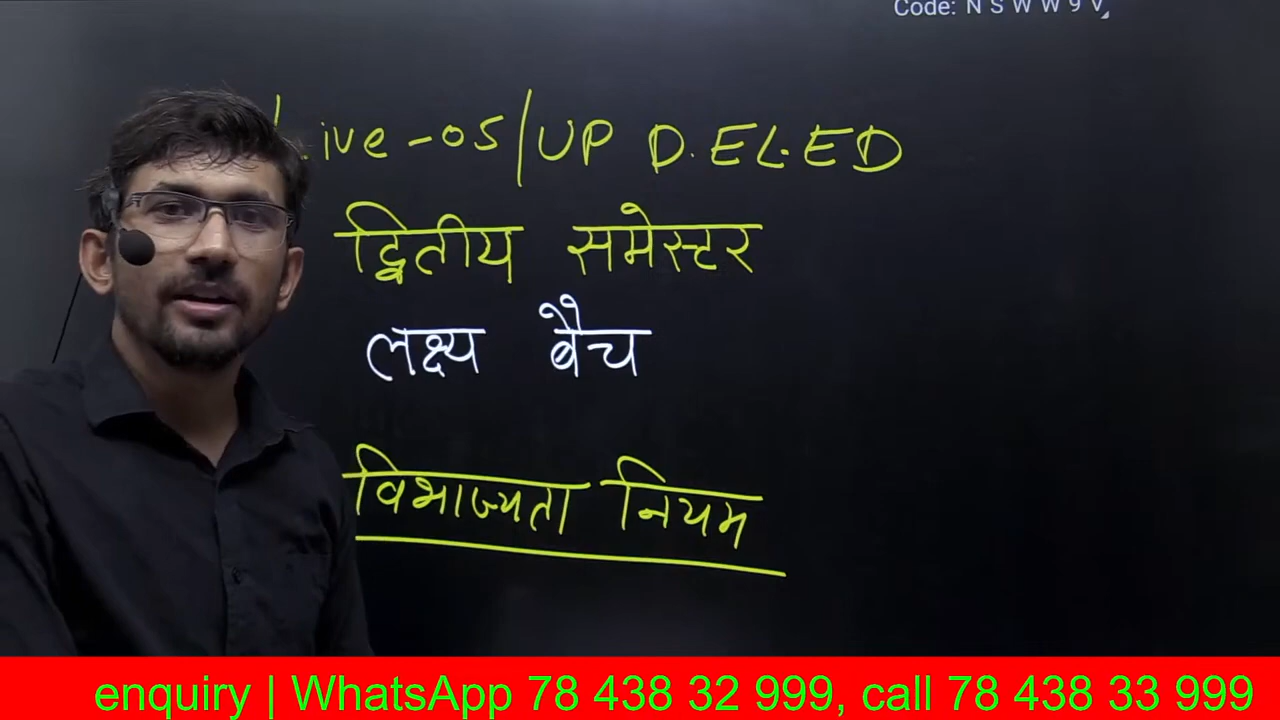 Code: N S W W 9 V
Live-05/UP D.EL.ED
द्वितीय समेस्टर
लक्ष्य बैच
विभाज्यता नियम
enquiry | WhatsApp 78 438 32 999, call 78 438 33 999